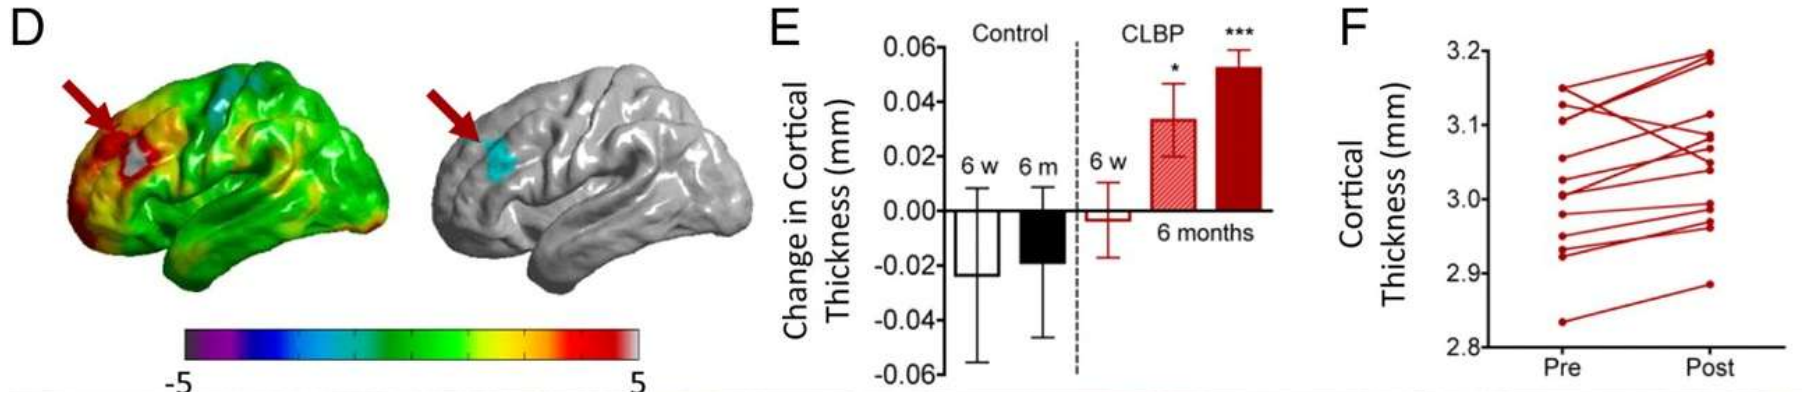 D
-5 5
E
Change in Cortical
Thickness (mm)
Control CLBP
0.06
0.04
0.02
0.00
-0.02
-0.04
-0.06
6 w 6 m 6 w * ***
6 months
F
Cortical
Thickness (mm)
3.2
3.1
3.0
2.9
2.8
Pre Post